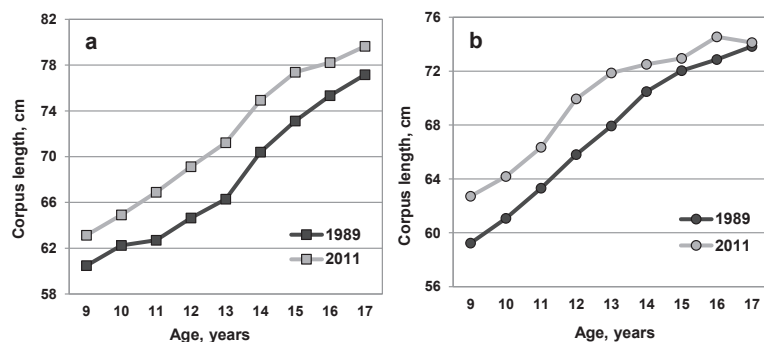 a
82
78
74
70
66
62
58
Corpus length, cm
1989
2011
9 10 11 12 13 14 15 16 17
Age, years
b
76
72
68
64
60
56
Corpus length, cm
1989
2011
9 10 11 12 13 14 15 16 17
Age, years